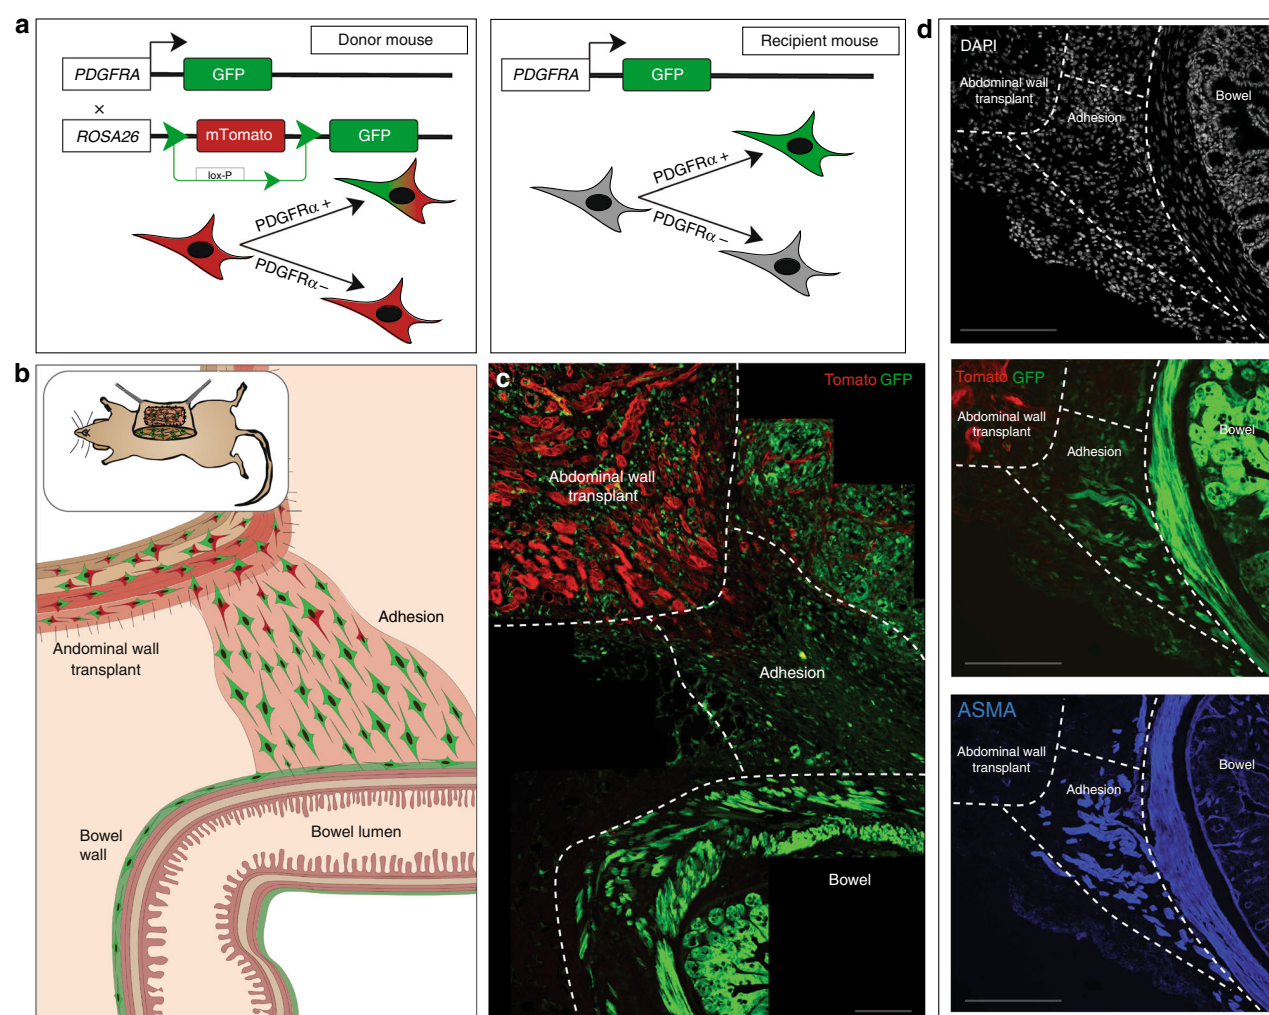 a
Donor mouse
PDGFRA
GFP
×
ROSA26
mTomato
GFP
lox-P
PDGFRα+
PDGFRα–
Recipient mouse
PDGFRA
GFP
PDGFRα+
PDGFRα–
b
Andominal wall
transplant
Adhesion
Bowel
wall
Bowel lumen
c
Tomato GFP
Abdominal wall
transplant
Adhesion
Bowel
d
DAPI
Abdominal wall
transplant
Adhesion
Bowel
Tomato GFP
Abdominal wall
transplant
Adhesion
Bowel
ASMA
Abdominal wall
transplant
Adhesion
Bowel